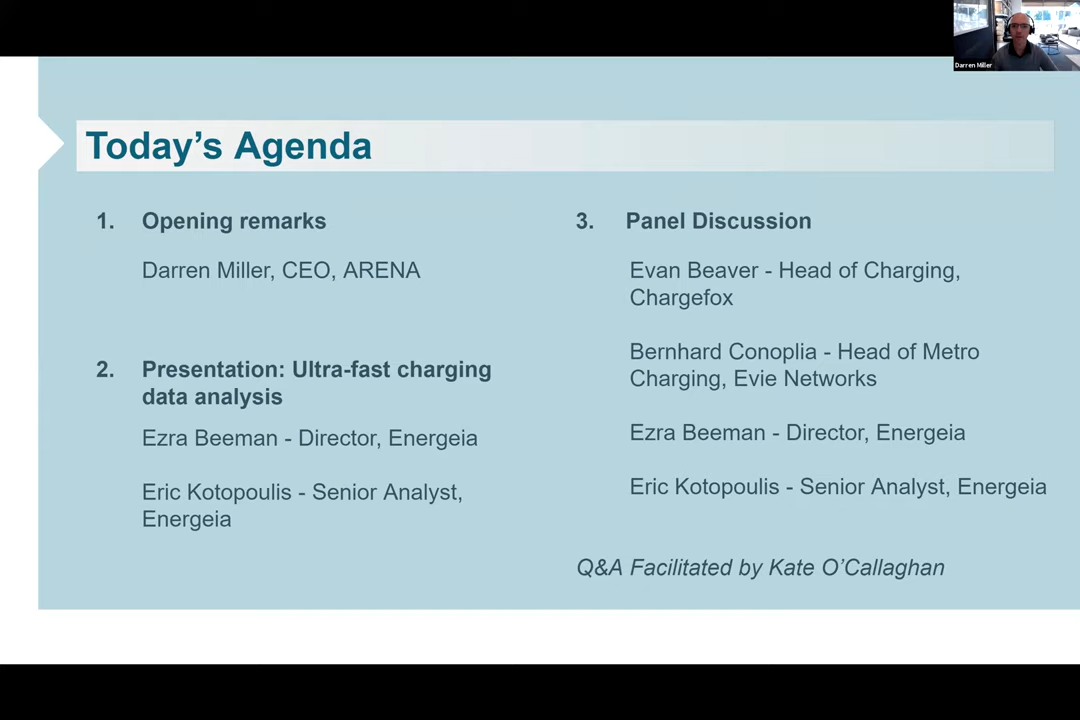 Darren Miller
Today's Agenda
1. Opening remarks
Darren Miller, CEO, ARENA
2. Presentation: Ultra-fast charging
data analysis
Ezra Beeman - Director, Energeia
Eric Kotopoulis - Senior Analyst,
Energeia
3. Panel Discussion
Evan Beaver - Head of Charging,
Chargefox
Bernhard Conoplia - Head of Metro
Charging, Evie Networks
Ezra Beeman - Director, Energeia
Eric Kotopoulis - Senior Analyst, Energeia
Q&A Facilitated by Kate O'Callaghan